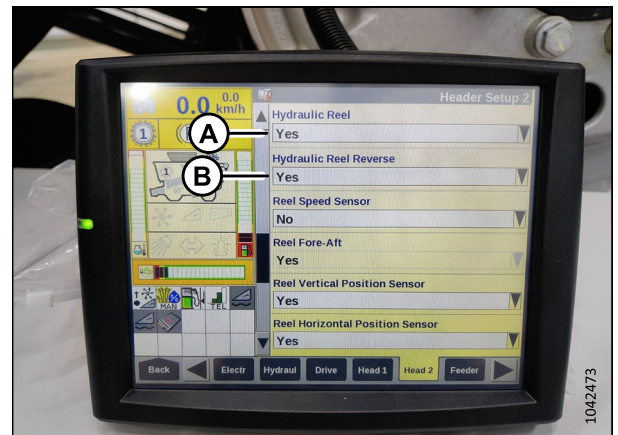 Header Setup 2
0.0 0.0
km/h
1
1
MAN
TEL
Hydraulic Reel
Yes
Hydraulic Reel Reverse
Yes
Reel Speed Sensor
No
Reel Fore-Aft
Yes
Reel Vertical Position Sensor
Yes
Reel Horizontal Position Sensor
Yes
Back Electr Hydraul Drive Head 1 Head 2 Feeder
A
B
1042473